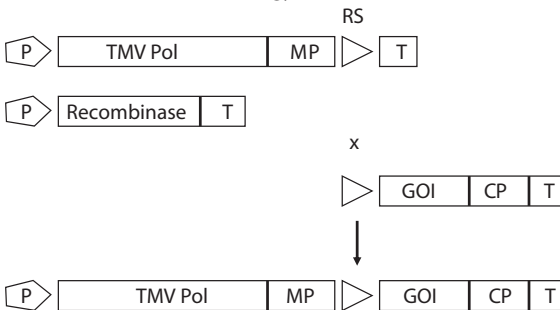 RS
P TMV Pol MP T
P Recombinase T
x
GOI CP T
P TMV Pol MP GOI CP T